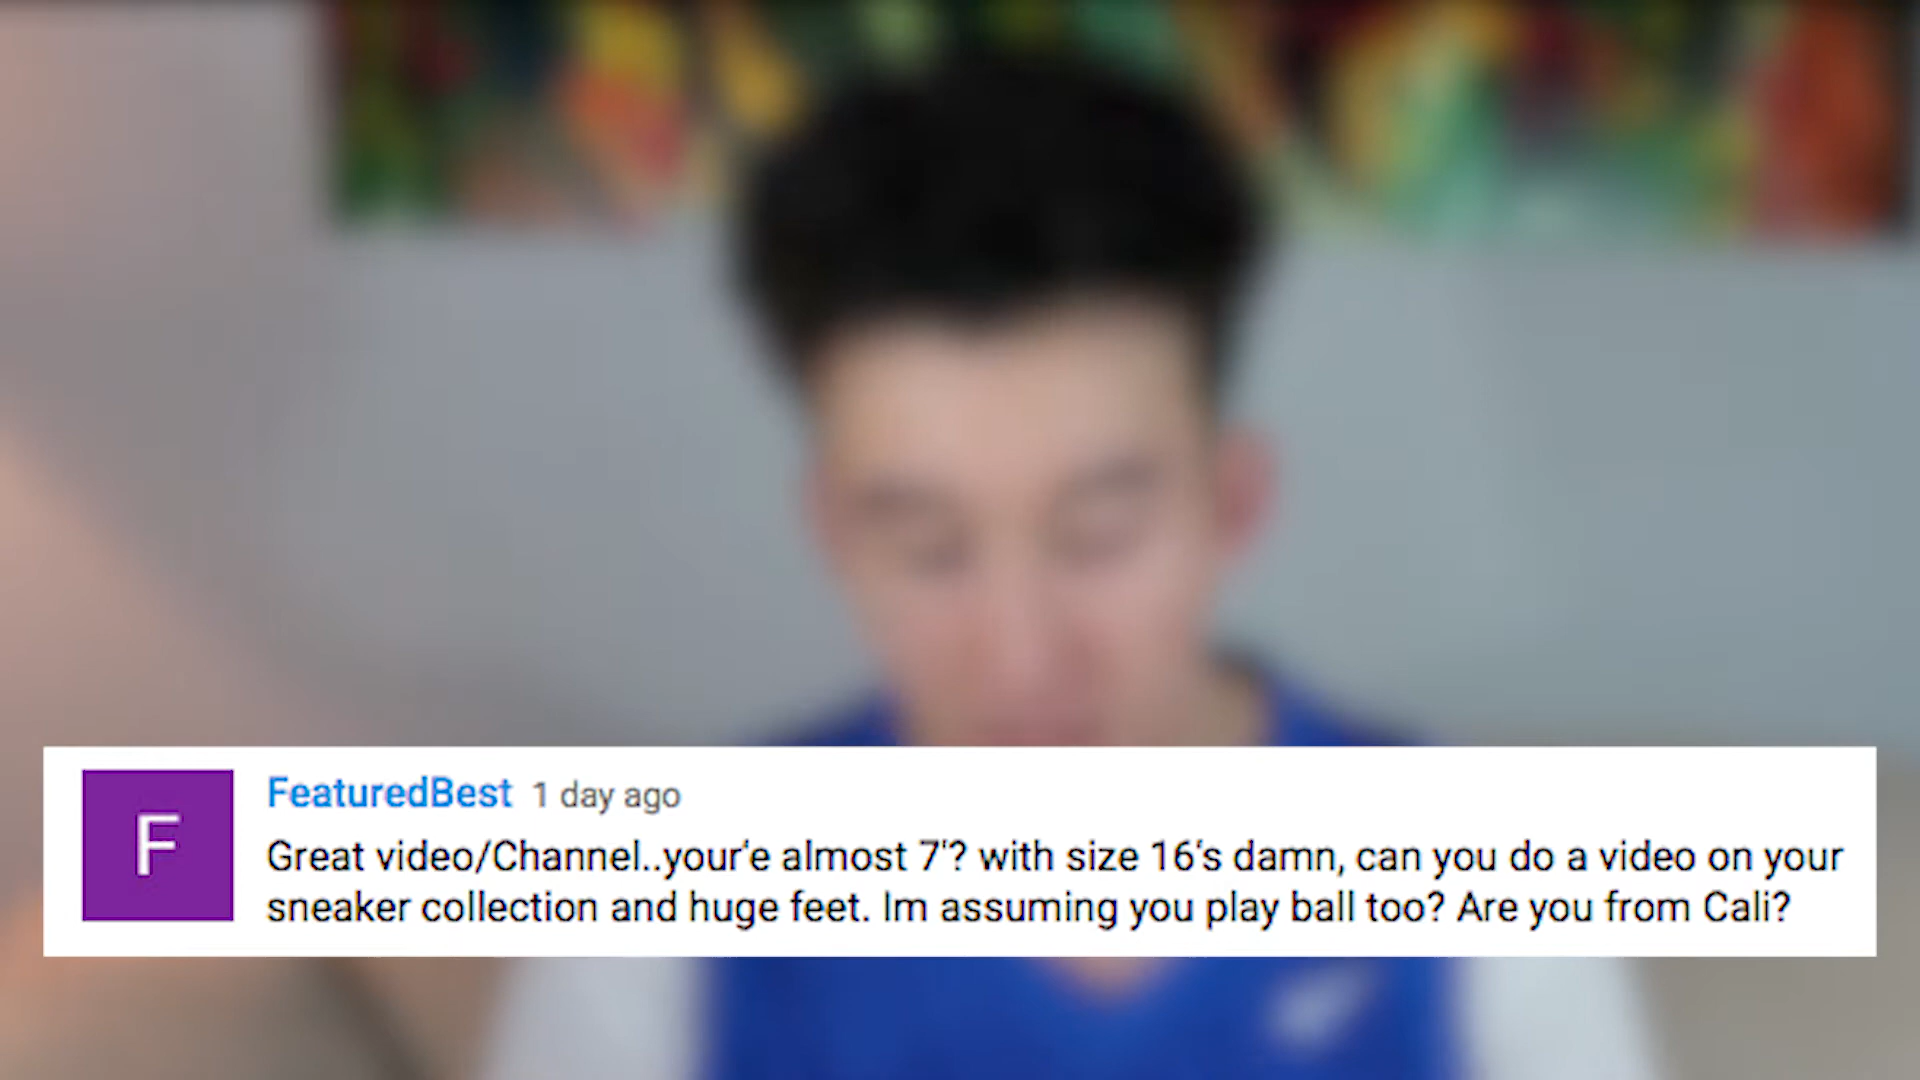 F
FeaturedBest 1 day ago
Great video/Channel..your'e almost 7'? with size 16's damn, can you do a video on your
sneaker collection and huge feet. Im assuming you play ball too? Are you from Cali?